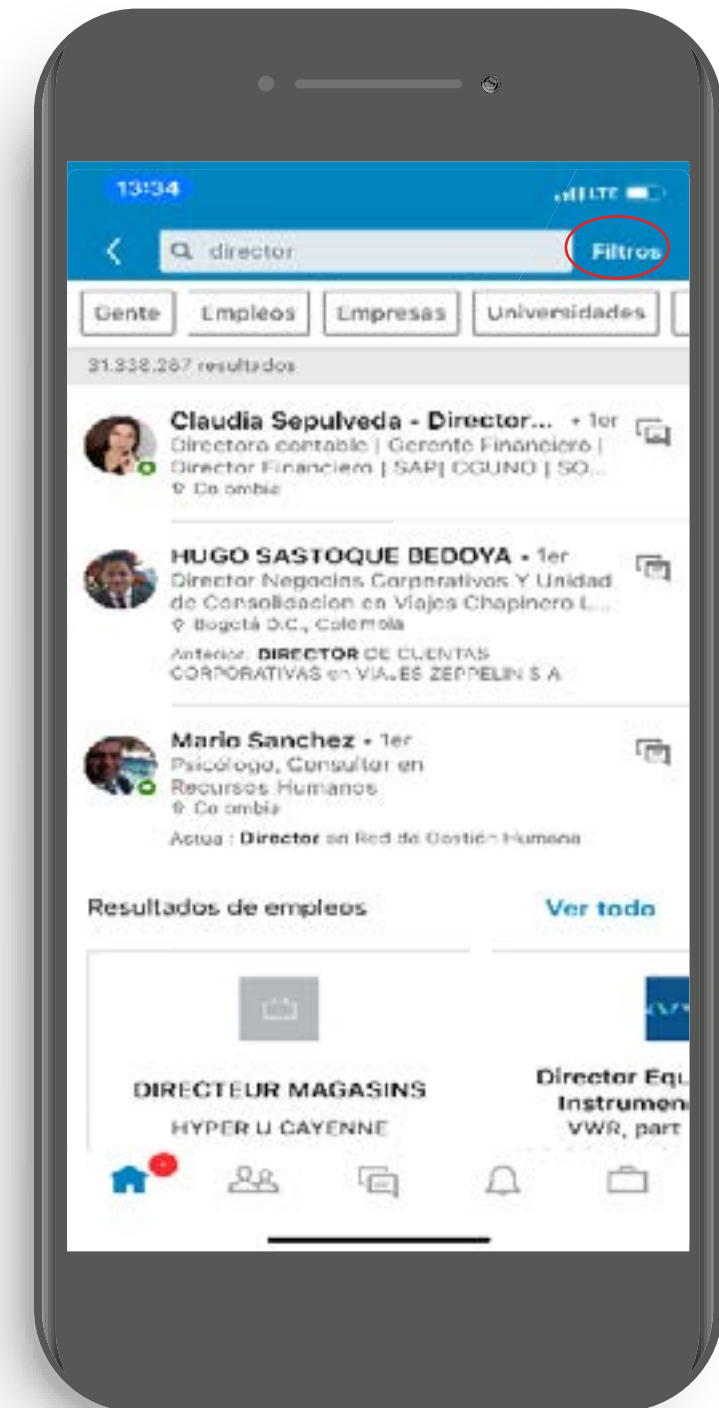 13:34
LTE
director
Filtros
Gente Empleos Empresas Universidades
31.338.287 resultados
Claudia Sepulveda - Director... • 1er
Directora contable | Gerente Financiero |
Director Financiero | SAP| CGUNO | SO...
Colombia
HUGO SASTOQUE BEDOYA • 1er
Director Negocios Corporativos Y Unidad
de Consolidacion en Viajes Chapinero L...
Bogotá D.C., Colombia
Anterior: DIRECTOR DE CUENTAS
CORPORATIVAS en VIAJES ZEPPELIN S A
Mario Sanchez • 1er
Psicólogo, Consultor en
Recursos Humanos
Colombia
Actual: Director en Red de Gestión Humana
Resultados de empleos Ver todo
DIRECTEUR MAGASINS
HYPER U CAYENNE
Director Equ
Instrumen
VWR, part